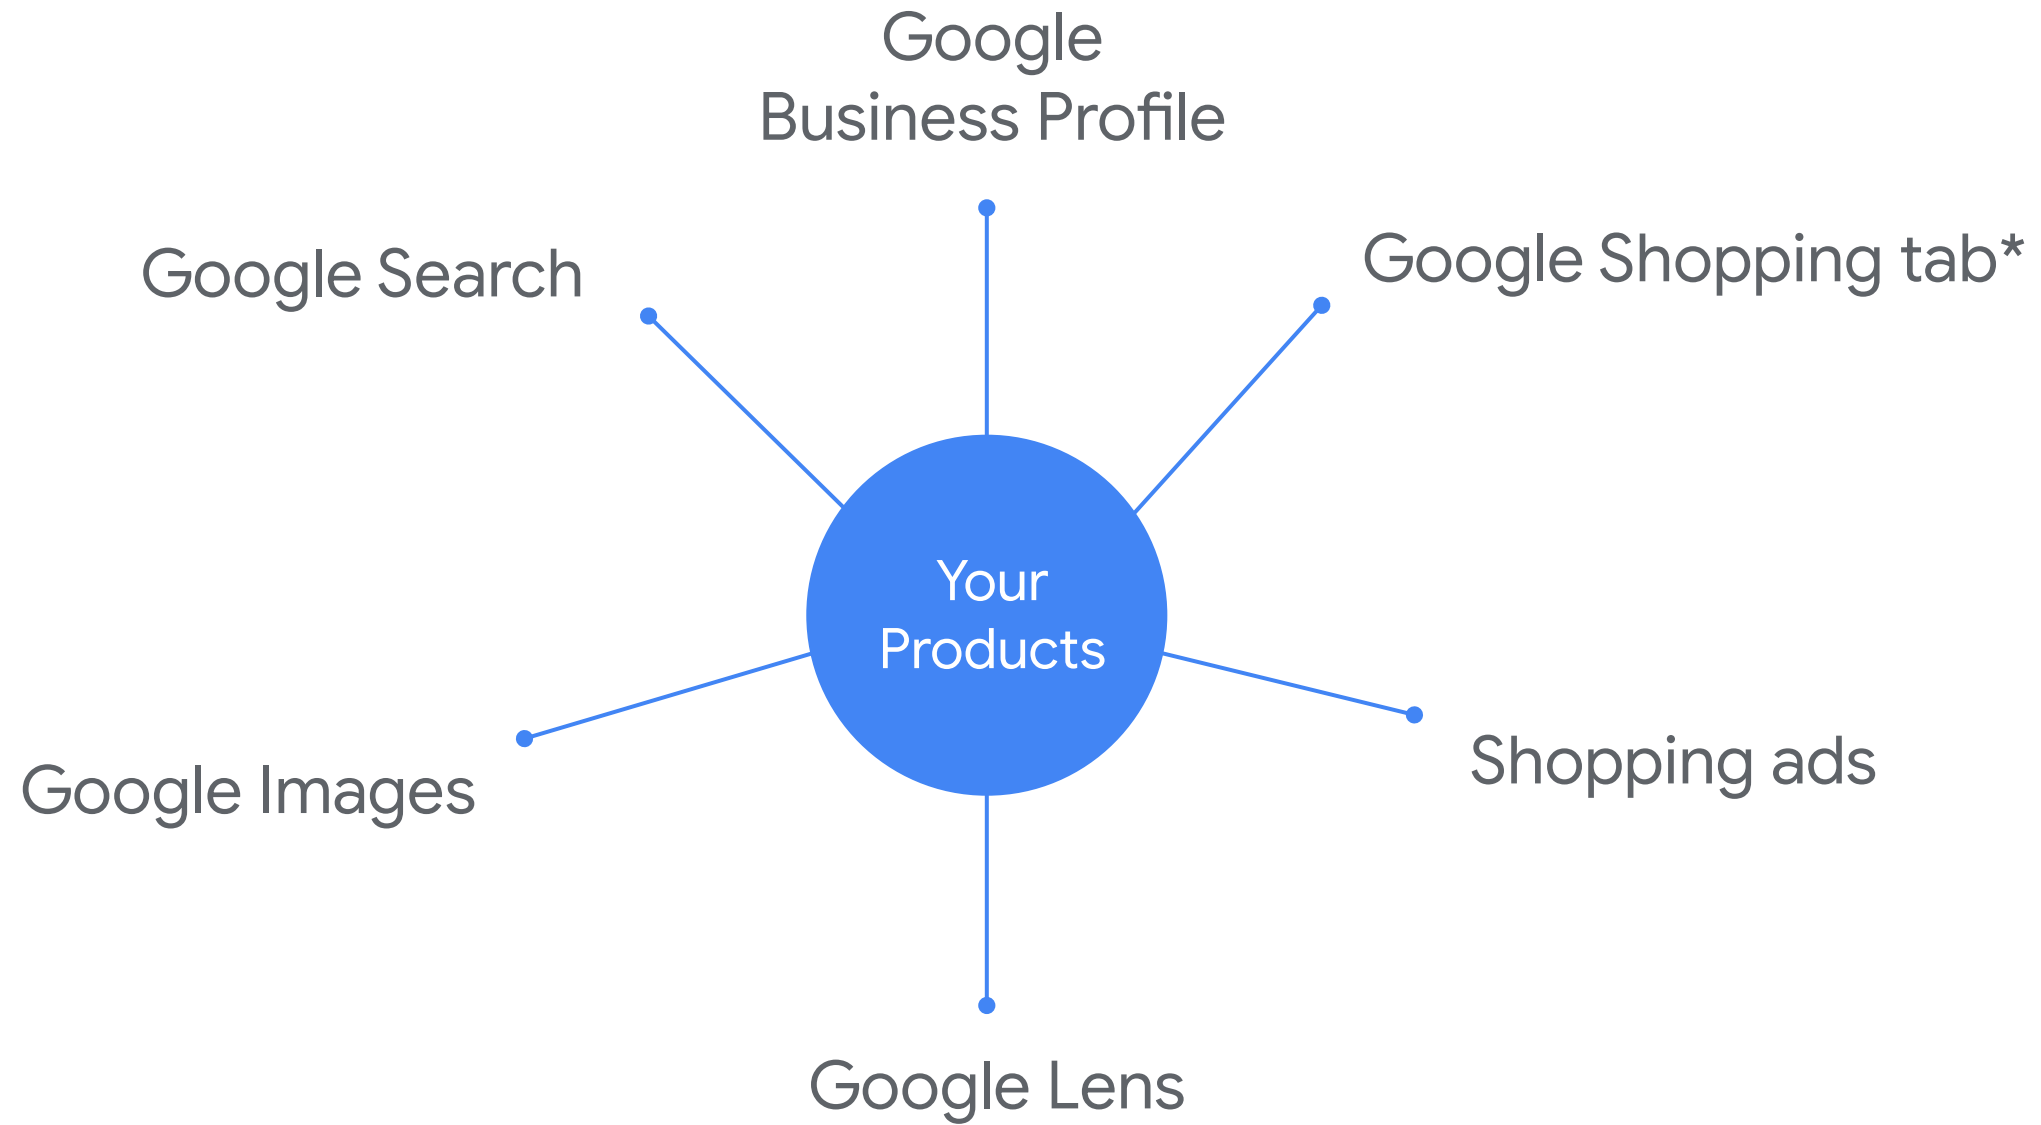 Google
Business Profile
Google Search
Google Shopping tab*
Your
Products
Google Images
Shopping ads
Google Lens